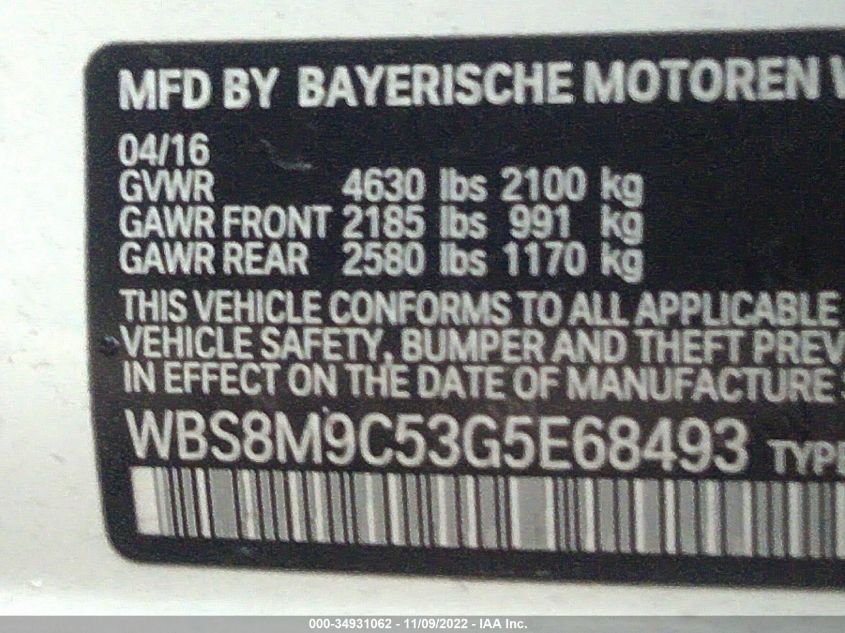 MFD BY BAYERISCHE MOTOREN
04/16
GVWR 4630 lbs 2100 kg
GAWR FRONT 2185 lbs 991 kg
GAWR REAR 2580 lbs 1170 kg
THIS VEHICLE CONFORMS TO ALL APPLICABLE
VEHICLE SAFETY, BUMPER AND THEFT PREV
IN EFFECT ON THE DATE OF MANUFACTURE
WBS8M9C53G5E68493 TYPE
000-34931062 - 11/09/2022 - IAA Inc.